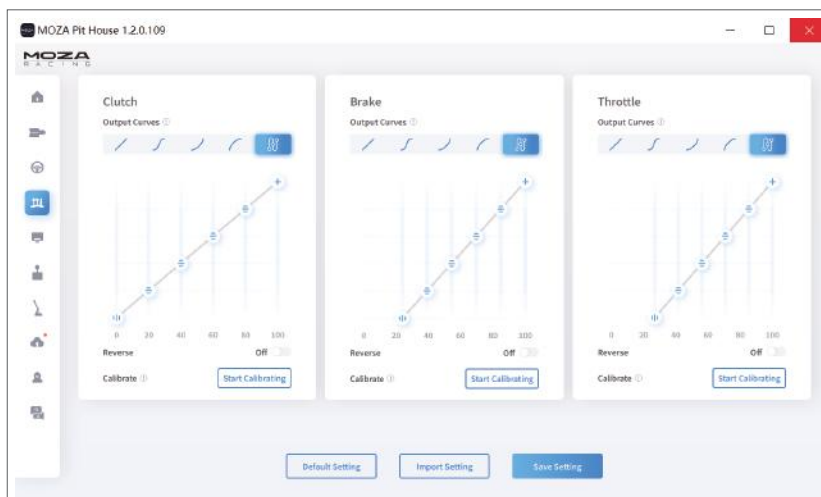 MOZA Pit House 1.2.0.109
MOZA
RACING
Clutch
Output Curves
0 20 40 60 80 100
Reverse Off
Calibrate Start Calibrating
Brake
Output Curves
0 20 40 60 80 100
Reverse Off
Calibrate Start Calibrating
Throttle
Output Curves
0 20 40 60 80 100
Reverse Off
Calibrate Start Calibrating
Default Setting Import Setting Save Setting